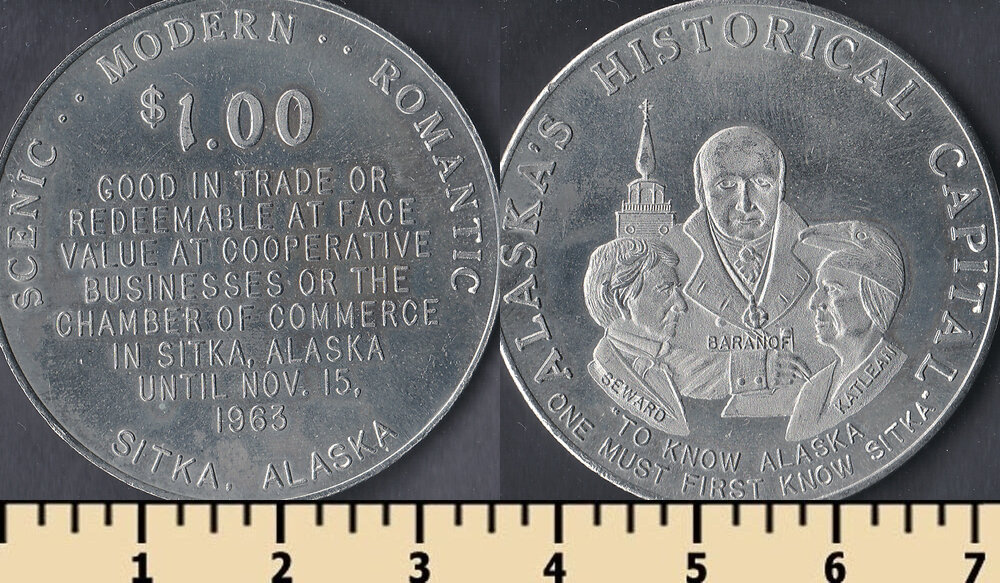 SCENIC .. MODERN .. ROMANTIC
$1.00
GOOD IN TRADE OR
REDEEMABLE AT FACE
VALUE AT COOPERATIVE
BUSINESSES OR THE
CHAMBER OF COMMERCE
IN SITKA, ALASKA
UNTIL NOV. 15,
1963
SITKA, ALASKA
ALASKA'S HISTORICAL CAPITAL
BARANOF
SEWARD
KATLEAN
"TO KNOW ALASKA
ONE MUST FIRST KNOW SITKA"
1 2 3 4 5 6 7